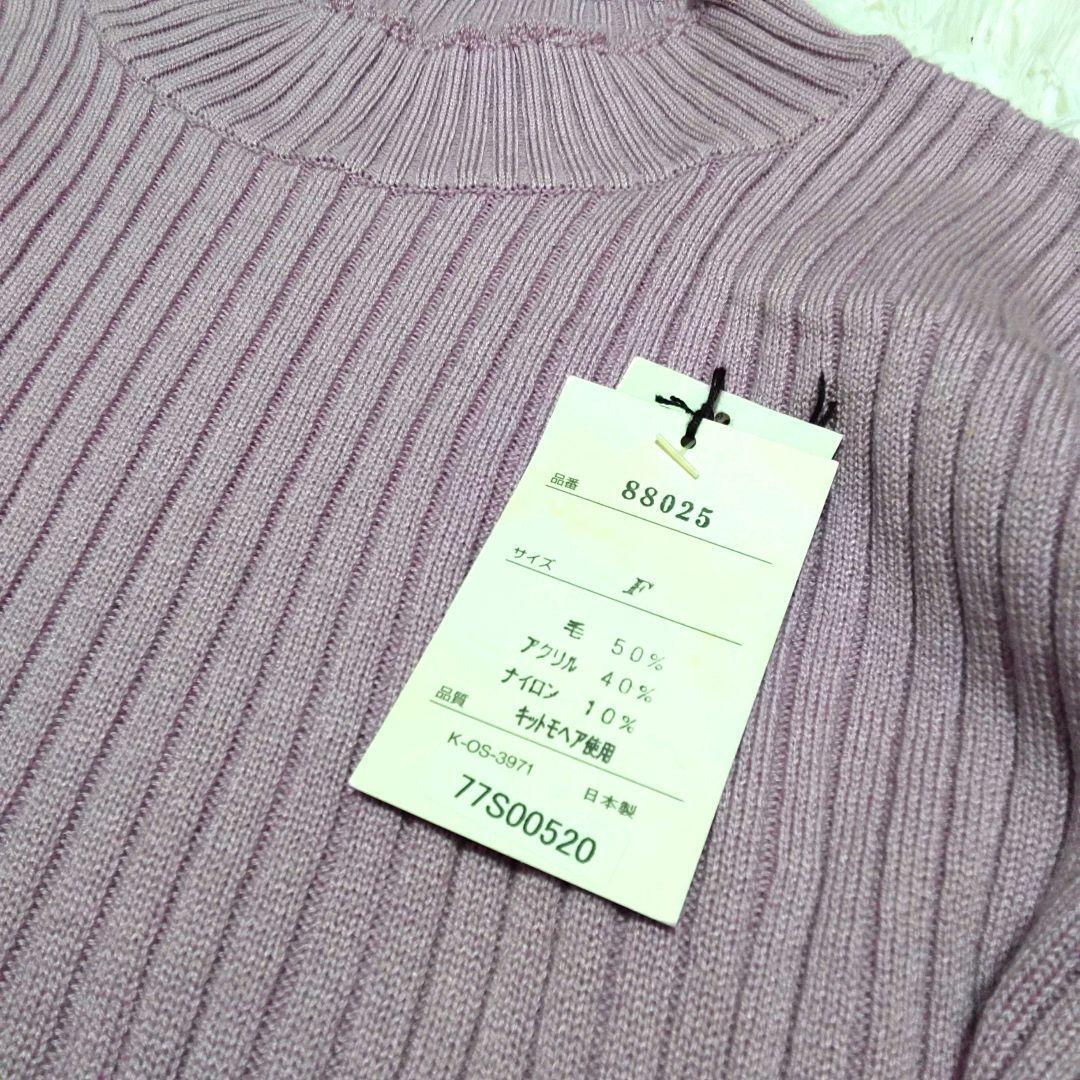 品番 88025
サイズ F
毛 50%
アクリル 40%
ナイロン 10%
品質 キットモヘア使用
K-OS-3971 日本製
77S00520